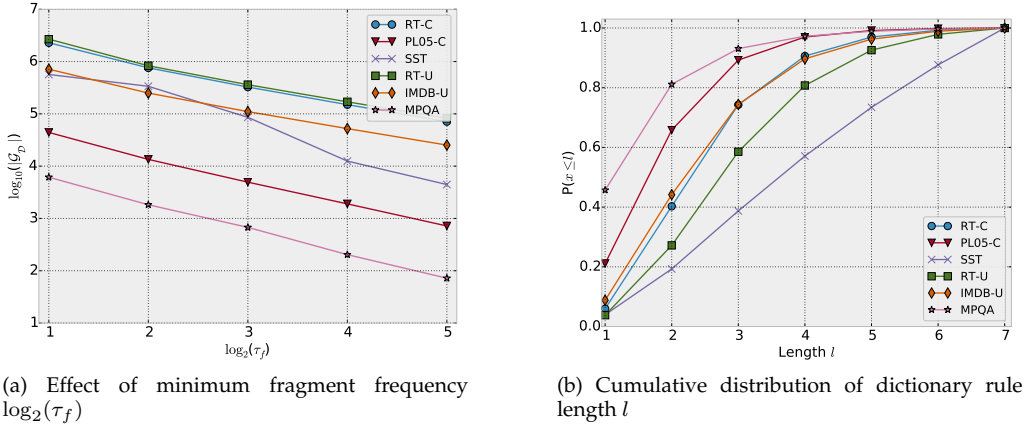 7
6
5
4
3
2
1
log₁₀(|𝒢_𝒟|)
RT-C
PL05-C
SST
RT-U
IMDB-U
MPQA
1 2 3 4 5
log₂(τ_f)
(a) Effect of minimum fragment frequency
log₂(τ_f)
1.0
0.8
0.6
0.4
0.2
0.0
P(x ≤ l)
RT-C
PL05-C
SST
RT-U
IMDB-U
MPQA
1 2 3 4 5 6 7
Length l
(b) Cumulative distribution of dictionary rule
length l